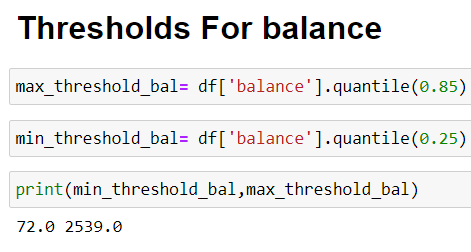 Thresholds For balance
max_threshold_bal= df['balance'].quantile(0.85)
min_threshold_bal= df['balance'].quantile(0.25)
print(min_threshold_bal,max_threshold_bal)
72.0 2539.0